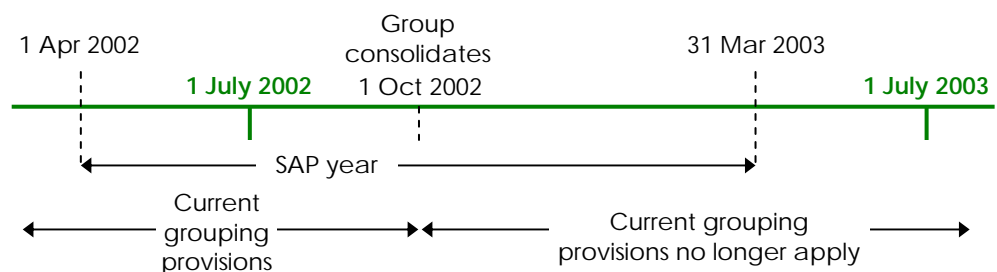 Group
consolidates
1 Apr 2002
31 Mar 2003
1 July 2002
1 Oct 2002
1 July 2003
SAP year
Current
grouping
provisions
Current grouping
provisions no longer apply